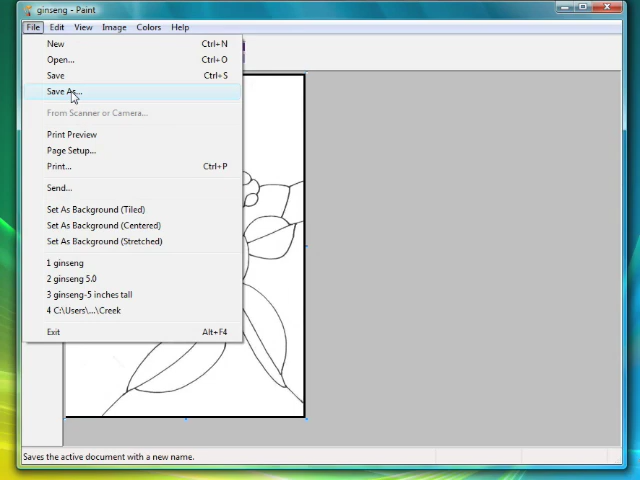 ginseng - Paint
File Edit View Image Colors Help
New Ctrl+N
Open... Ctrl+O
Save Ctrl+S
Save As...
From Scanner or Camera...
Print Preview
Page Setup...
Print... Ctrl+P
Send...
Set As Background (Tiled)
Set As Background (Centered)
Set As Background (Stretched)
1 ginseng
2 ginseng 5.0
3 ginseng-5 inches tall
4 C:\Users\...\Creek
Exit Alt+F4
Saves the active document with a new name.